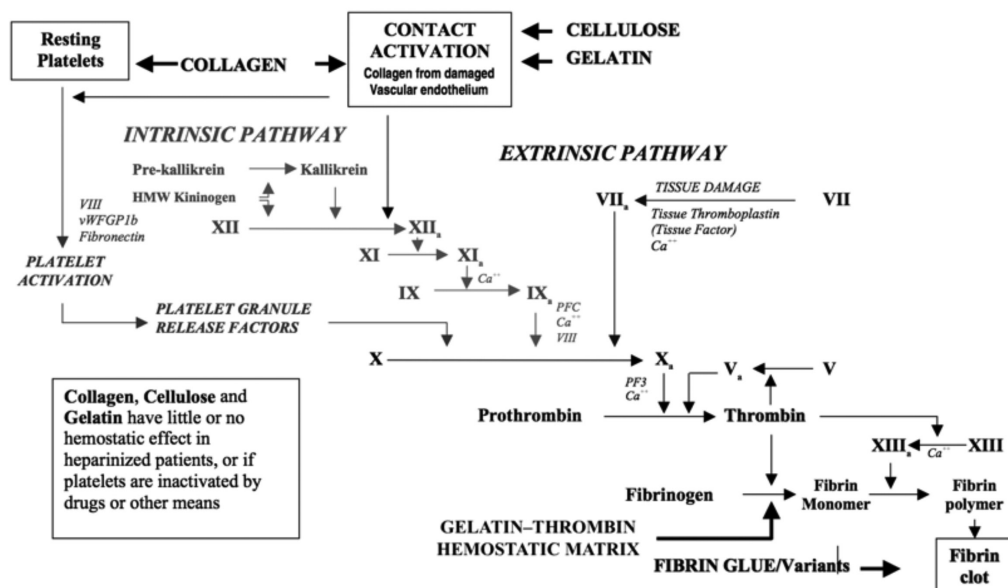 Resting
Platelets
COLLAGEN
CONTACT
ACTIVATION
Collagen from damaged
Vascular endothelium
CELLULOSE
GELATIN
INTRINSIC PATHWAY
EXTRINSIC PATHWAY
Pre-kallikrein
Kallikrein
HMW Kininogen
VIII
vWFGP1b
Fibronectin
XII
XIIa
XI
XIa
Ca++
IX
IXa
PFC
Ca++
VIII
VIIa
TISSUE DAMAGE
VII
Tissue Thromboplastin
(Tissue Factor)
Ca++
PLATELET
ACTIVATION
PLATELET GRANULE
RELEASE FACTORS
X
Xa
PF3
Ca++
Va
V
Prothrombin
Thrombin
XIIIa
Ca++
XIII
Collagen, Cellulose and
Gelatin have little or no
hemostatic effect in
heparinized patients, or if
platelets are inactivated by
drugs or other means
Fibrinogen
Fibrin
Monomer
Fibrin
polymer
GELATIN–THROMBIN
HEMOSTATIC MATRIX
FIBRIN GLUE/Variants
Fibrin
clot